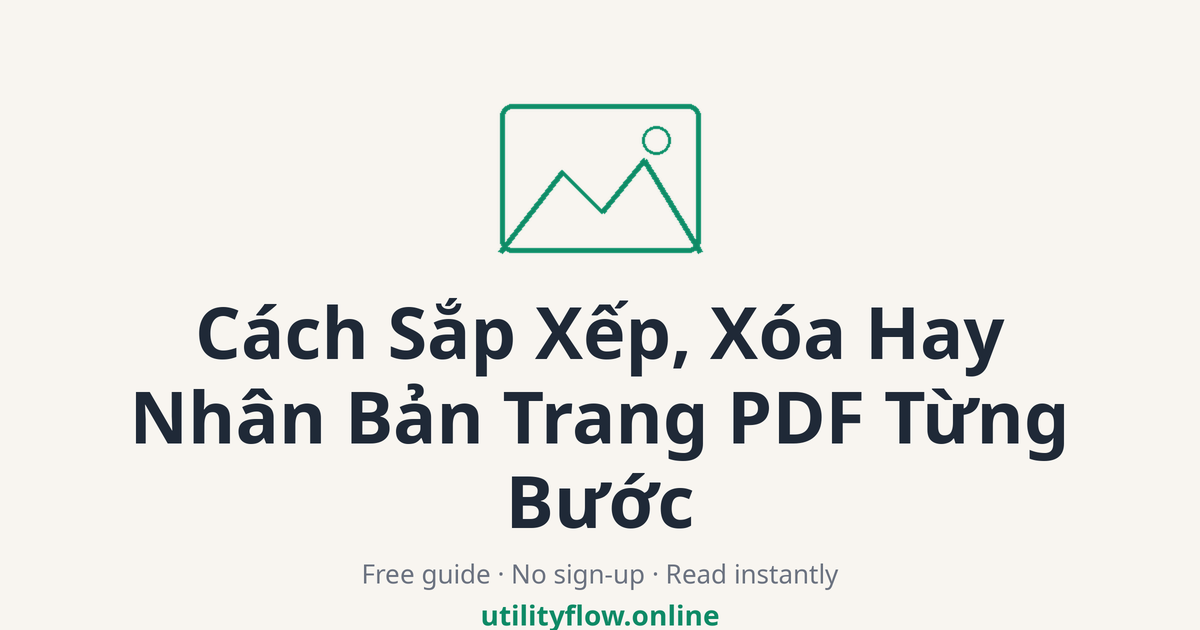 Cách Sắp Xếp, Xóa Hay
Nhân Bản Trang PDF Từng
Bước
Free guide · No sign-up · Read instantly
utilityflow.online